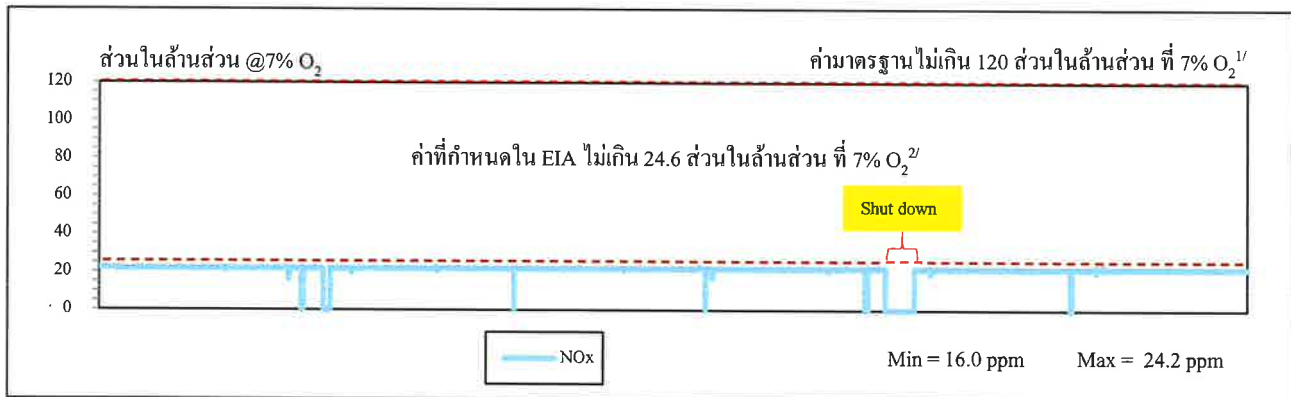 ส่วนในล้านส่วน @7% O₂
ค่ามาตรฐานไม่เกิน 120 ส่วนในล้านส่วน ที่ 7% O₂¹/
120
100
80
60
40
20
0
ค่าที่กำหนดใน EIA ไม่เกิน 24.6 ส่วนในล้านส่วน ที่ 7% O₂²/
Shut down
NOx
Min = 16.0 ppm
Max = 24.2 ppm